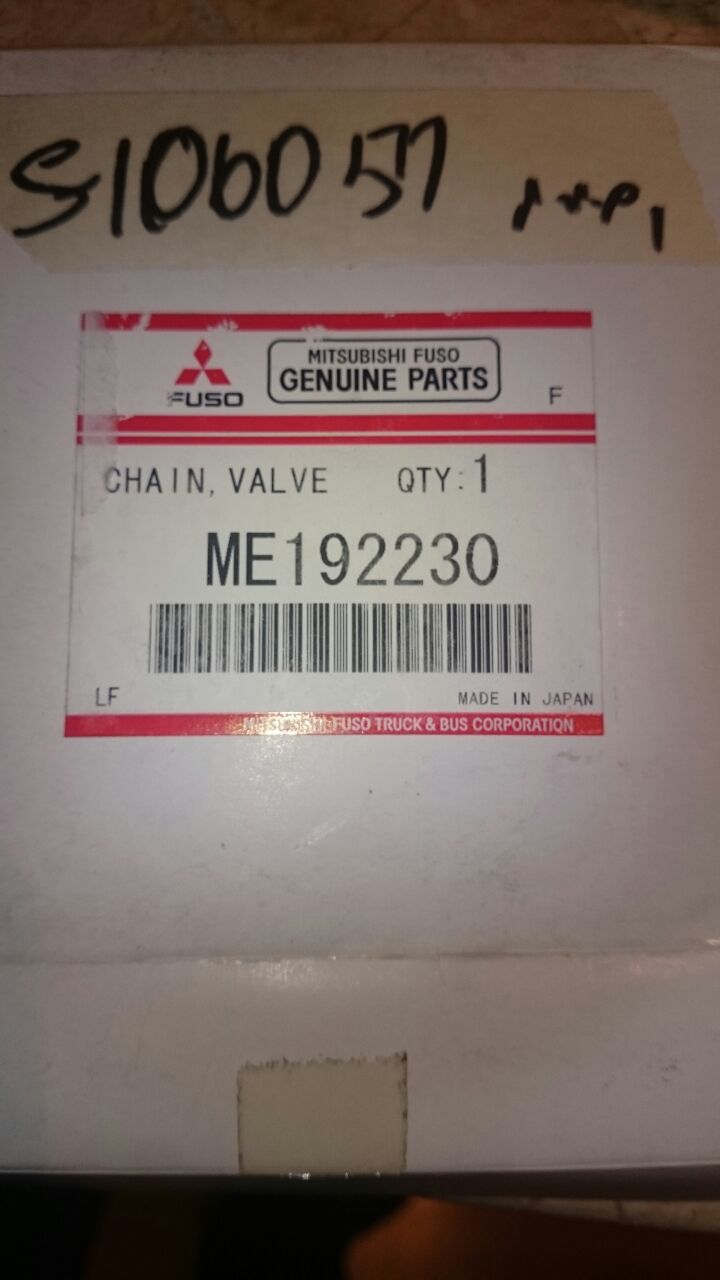 S106057
MITSUBISHI FUSO
GENUINE PARTS
FUSO
F
CHAIN, VALVE QTY:1
ME192230
LF
MADE IN JAPAN
MITSUBISHI FUSO TRUCK & BUS CORPORATION